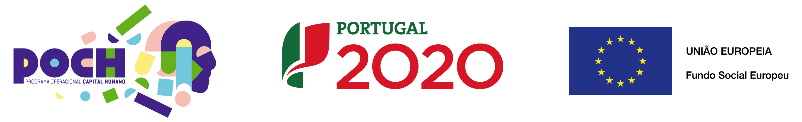 POCH
PROGRAMA OPERACIONAL CAPITAL HUMANO
PORTUGAL
2020
UNIÃO EUROPEIA
Fundo Social Europeu